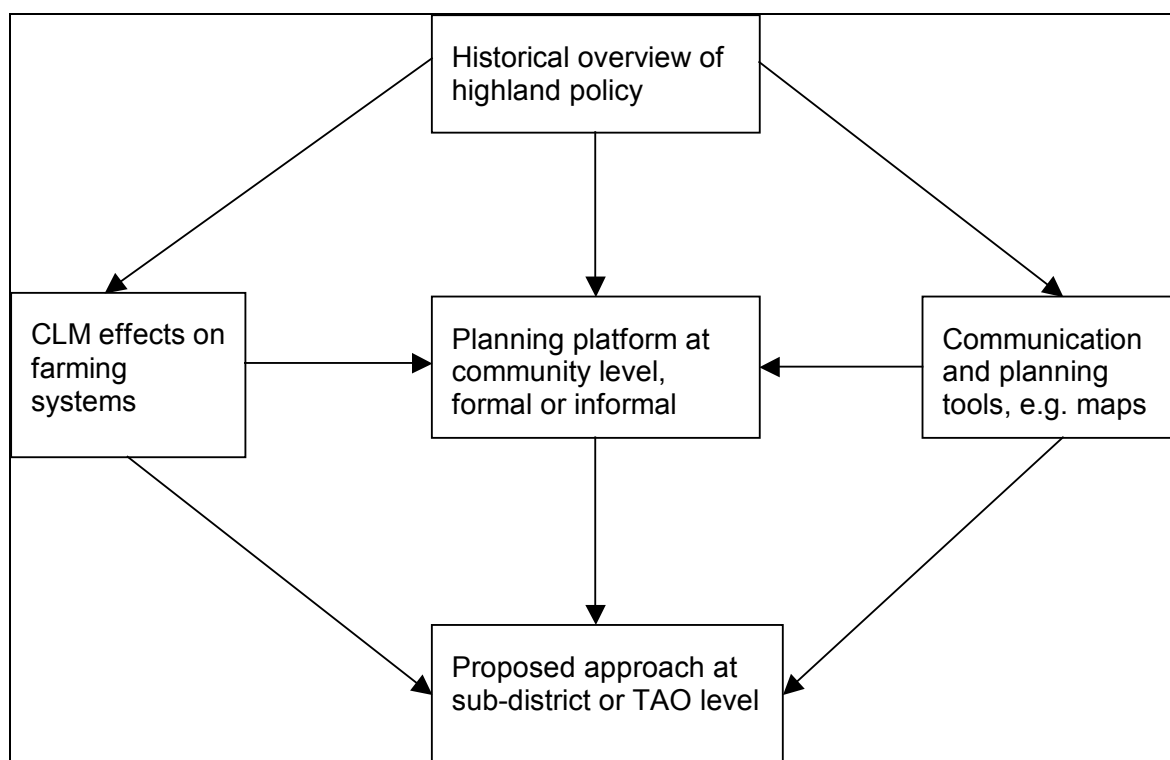 Historical overview of
highland policy
CLM effects on
farming
systems
Planning platform at
community level,
formal or informal
Communication
and planning
tools, e.g. maps
Proposed approach at
sub-district or TAO level